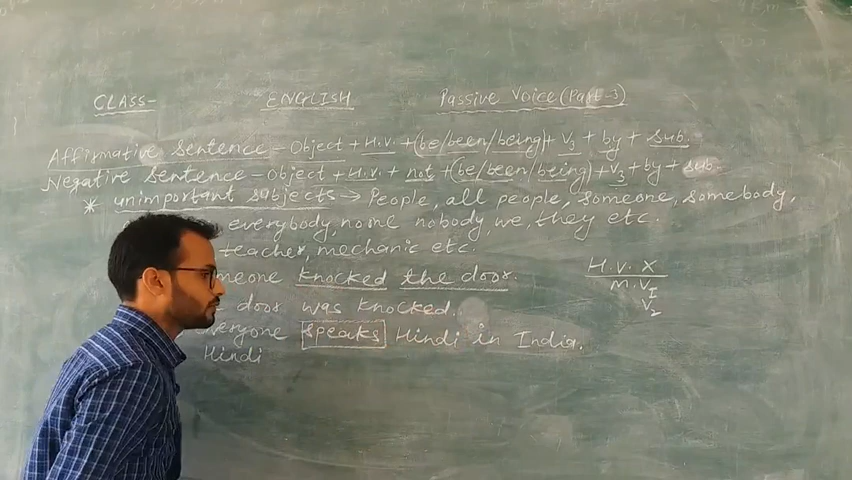 CLASS- ENGLISH Passive Voice (Part-3)
Affirmative Sentence - Object + H.V. + (be/been/being) + V3 + by + sub.
Negative Sentence - Object + H.V. + not + (be/been/being) + V3 + by + sub.
* unimportant subjects → People, all people, someone, somebody,
everybody, nobody, we, they etc.
teacher, mechanic etc.
knocked the door.
door was knocked.
speaks Hindi in India.
Hindi
H.V. X
M.V1
V2